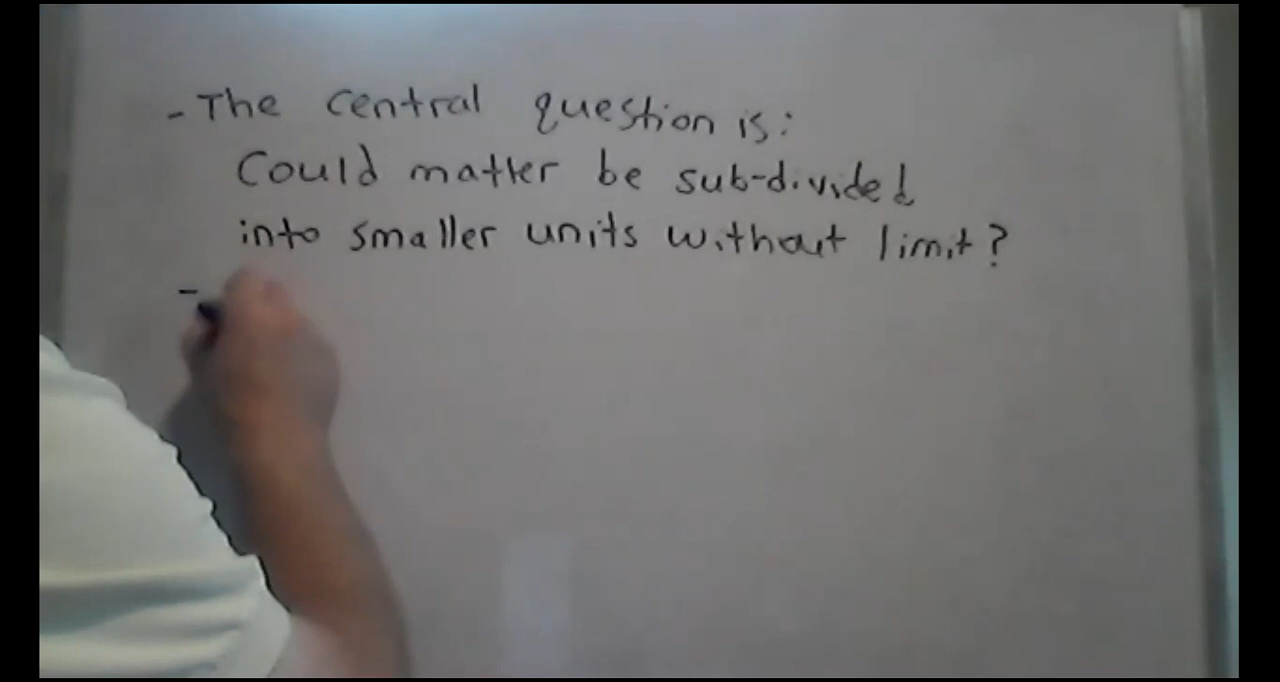 - The central question is:
Could matter be sub-divided
into smaller units without limit?
-